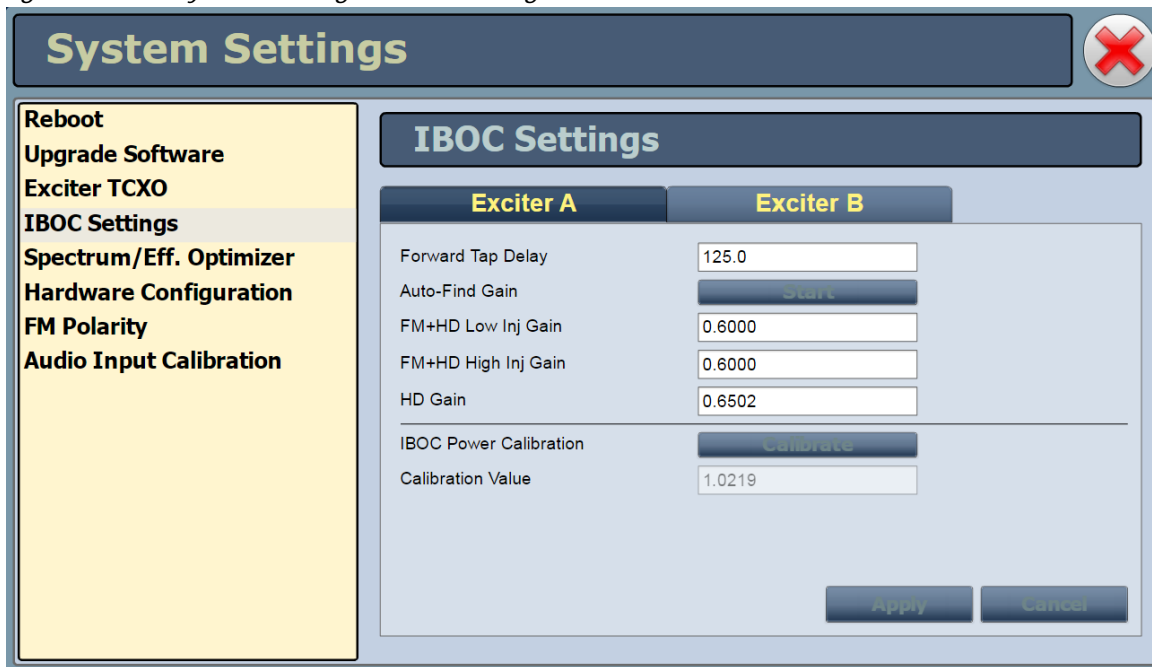 System Settings
Reboot
Upgrade Software
Exciter TCXO
IBOC Settings
Spectrum/Eff. Optimizer
Hardware Configuration
FM Polarity
Audio Input Calibration
IBOC Settings
Exciter A Exciter B
Forward Tap Delay 125.0
Auto-Find Gain Start
FM+HD Low Inj Gain 0.6000
FM+HD High Inj Gain 0.6000
HD Gain 0.6502
IBOC Power Calibration Calibrate
Calibration Value 1.0219
Apply Cancel